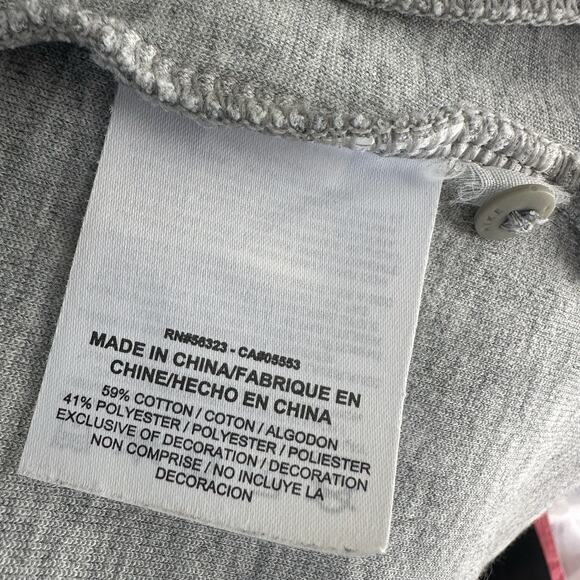 RN#56323 - CA#05553
MADE IN CHINA/FABRIQUE EN
CHINE/HECHO EN CHINA
59% COTTON / COTON / ALGODON
41% POLYESTER / POLYESTER / POLIESTER
EXCLUSIVE OF DECORATION / DECORATION
NON COMPRISE / NO INCLUYE LA
DECORACION
NIKE